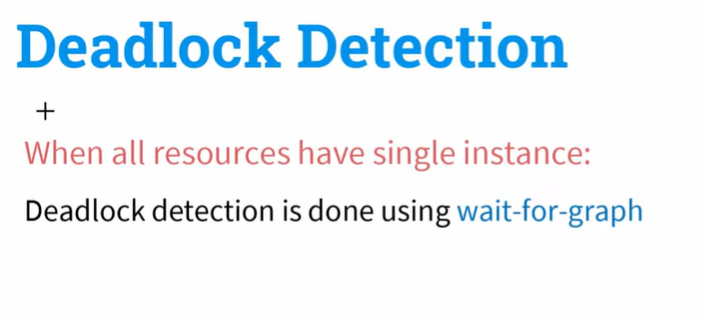 Deadlock Detection
+
When all resources have single instance:
Deadlock detection is done using wait-for-graph